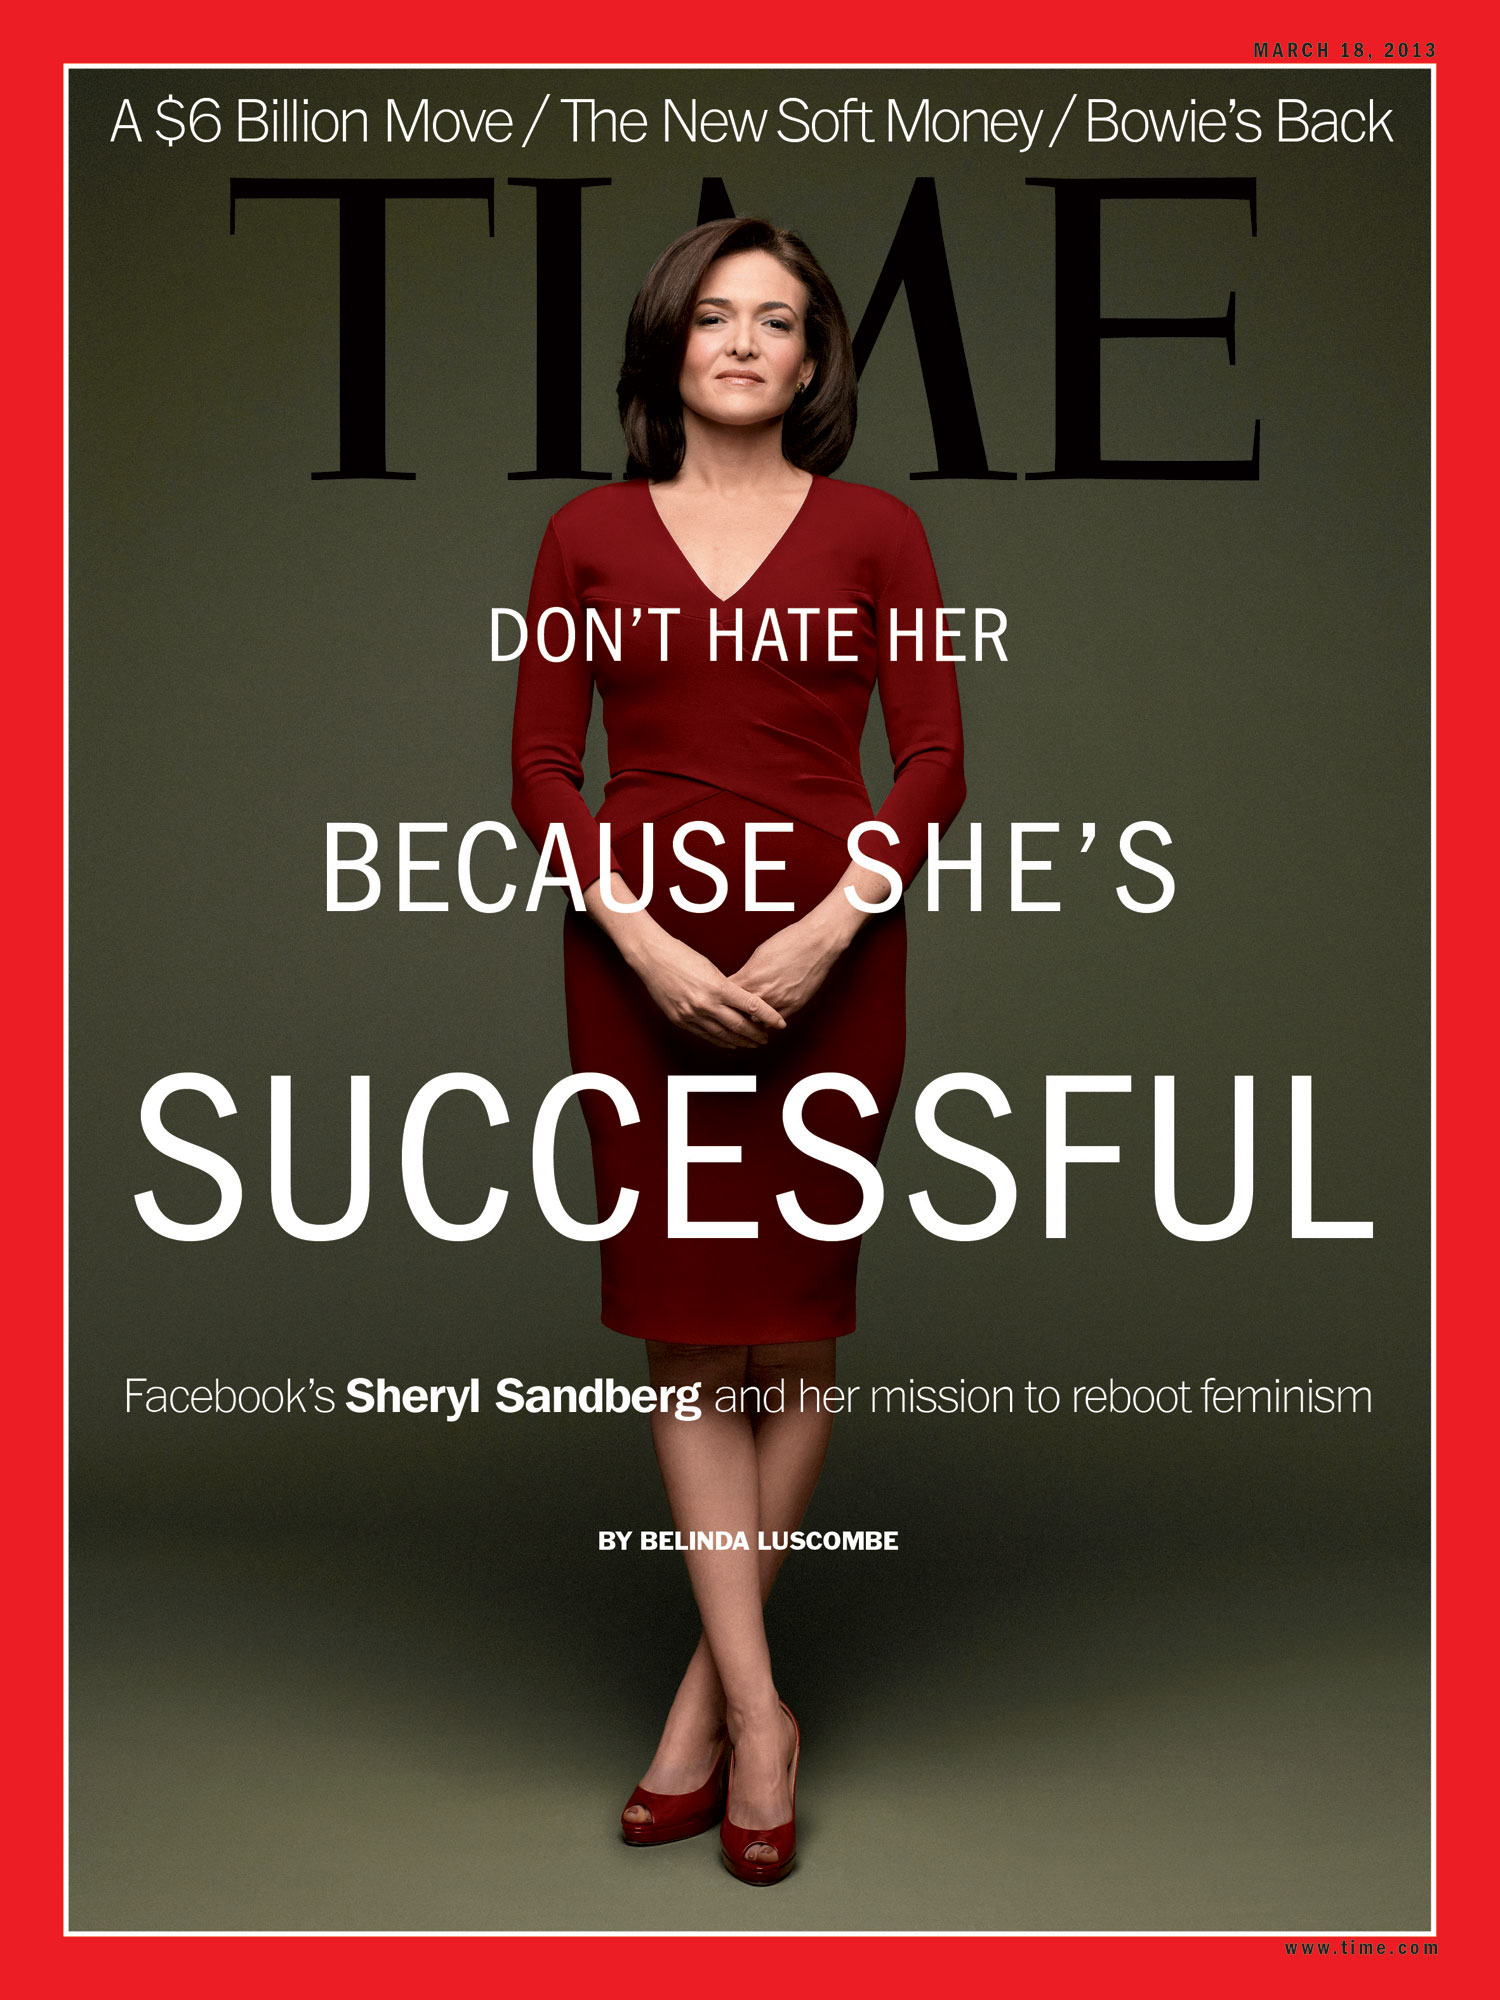 MARCH 18, 2013
A $6 Billion Move / The New Soft Money / Bowie's Back
TIME
DON'T HATE HER
BECAUSE SHE'S
SUCCESSFUL
Facebook's Sheryl Sandberg and her mission to reboot feminism
BY BELINDA LUSCOMBE
www.time.com